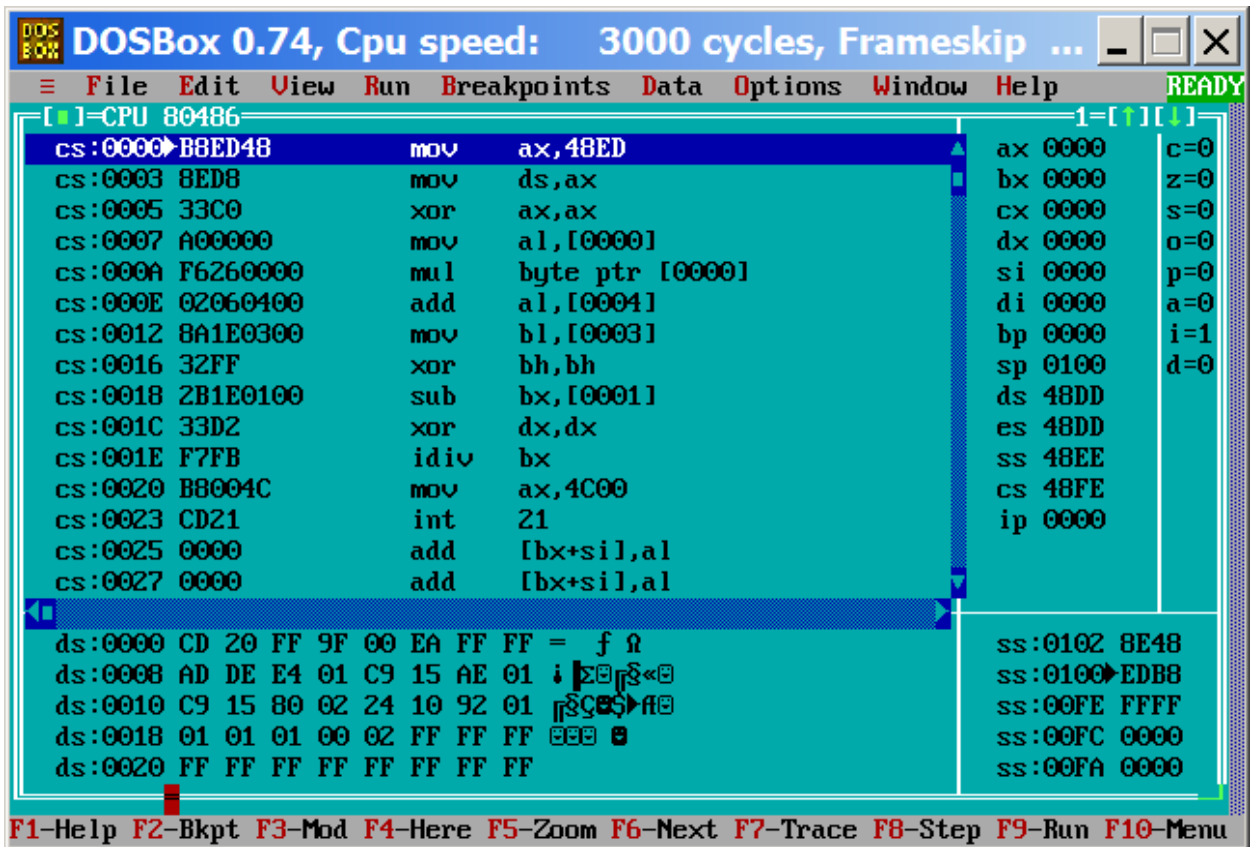 DOS BOX DOSBox 0.74, Cpu speed: 3000 cycles, Frameskip ...
≡ File Edit View Run Breakpoints Data Options Window Help READY
[■]=CPU 80486 1=[↑][↓]
cs:0000►B8ED48 mov ax,48ED ax 0000 c=0
cs:0003 8ED8 mov ds,ax bx 0000 z=0
cs:0005 33C0 xor ax,ax cx 0000 s=0
cs:0007 A00000 mov al,[0000] dx 0000 o=0
cs:000A F6260000 mul byte ptr [0000] si 0000 p=0
cs:000E 02060400 add al,[0004] di 0000 a=0
cs:0012 8A1E0300 mov bl,[0003] bp 0000 i=1
cs:0016 32FF xor bh,bh sp 0100 d=0
cs:0018 2B1E0100 sub bx,[0001] ds 48DD
cs:001C 33D2 xor dx,dx es 48DD
cs:001E F7FB idiv bx ss 48EE
cs:0020 B8004C mov ax,4C00 cs 48FE
cs:0023 CD21 int 21 ip 0000
cs:0025 0000 add [bx+si],al
cs:0027 0000 add [bx+si],al
ds:0000 CD 20 FF 9F 00 EA FF FF = ƒ Ω ss:0102 8E48
ds:0008 AD DE E4 01 C9 15 AE 01 ¡▐Σ☺╔§«☺ ss:0100►EDB8
ds:0010 C9 15 80 02 24 10 92 01 ╔§Ç☻$►Æ☺ ss:00FE FFFF
ds:0018 01 01 01 00 02 FF FF FF ☺☺☺ ☻ ss:00FC 0000
ds:0020 FF FF FF FF FF FF FF FF ss:00FA 0000
F1-Help F2-Bkpt F3-Mod F4-Here F5-Zoom F6-Next F7-Trace F8-Step F9-Run F10-Menu